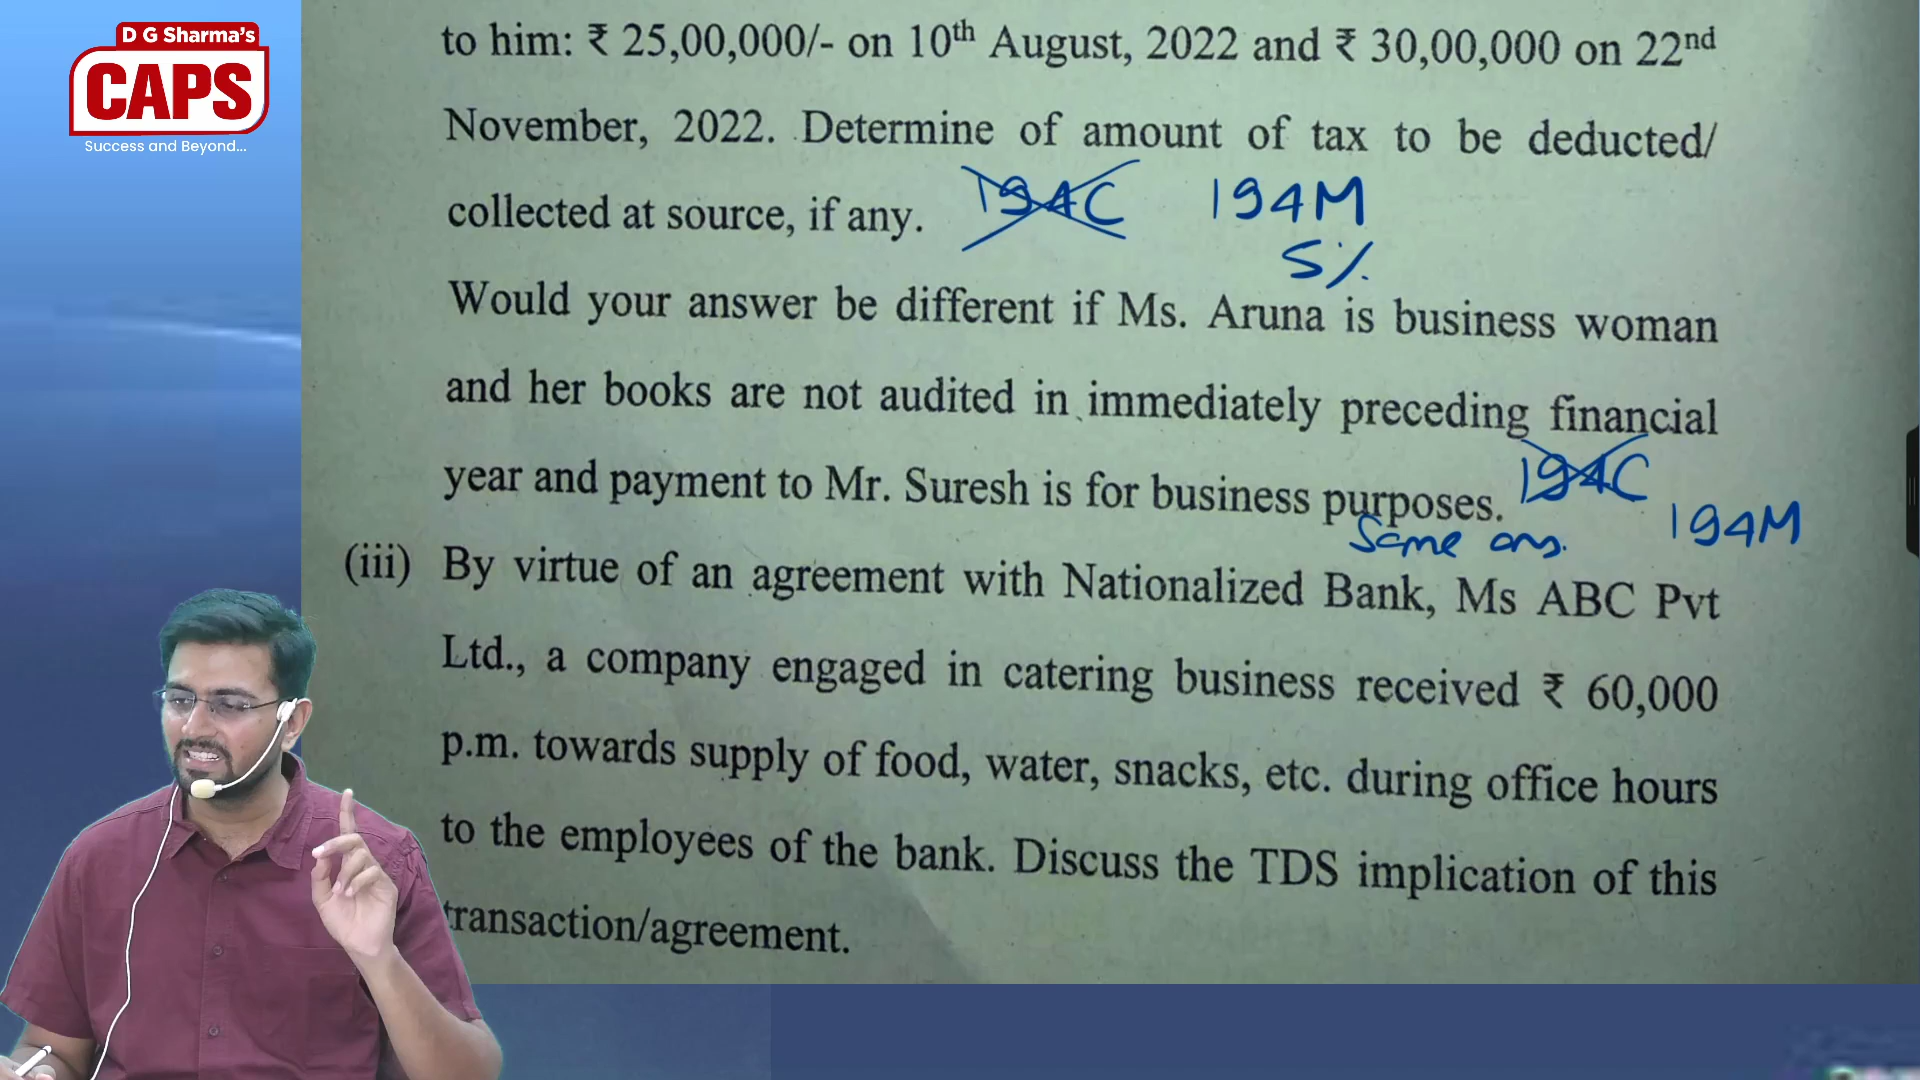 D G Sharma's
CAPS
Success and Beyond...
to him: ₹ 25,00,000/- on 10th August, 2022 and ₹ 30,00,000 on 22nd
November, 2022. Determine of amount of tax to be deducted/
collected at source, if any. 194C 194M
5%
Would your answer be different if Ms. Aruna is business woman
and her books are not audited in immediately preceding financial
year and payment to Mr. Suresh is for business purposes. 194C
Same ans. 194M
(iii) By virtue of an agreement with Nationalized Bank, Ms ABC Pvt
Ltd., a company engaged in catering business received ₹ 60,000
p.m. towards supply of food, water, snacks, etc. during office hours
to the employees of the bank. Discuss the TDS implication of this
transaction/agreement.